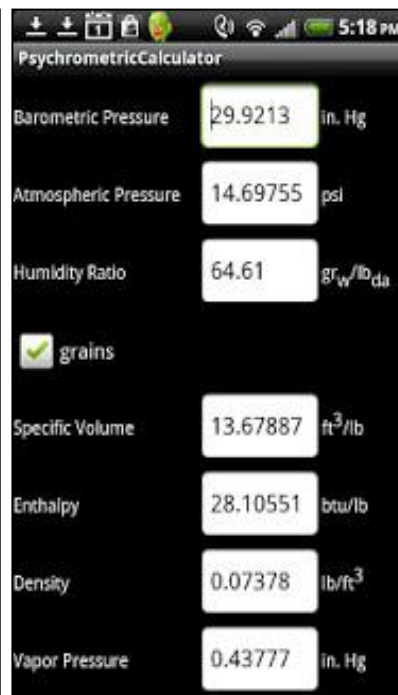 5:18 PM
PsychrometricCalculator
Barometric Pressure 29.9213 in. Hg
Atmospheric Pressure 14.69755 psi
Humidity Ratio 64.61 gr_w/lb_da
grains
Specific Volume 13.67887 ft³/lb
Enthalpy 28.10551 btu/lb
Density 0.07378 lb/ft³
Vapor Pressure 0.43777 in. Hg